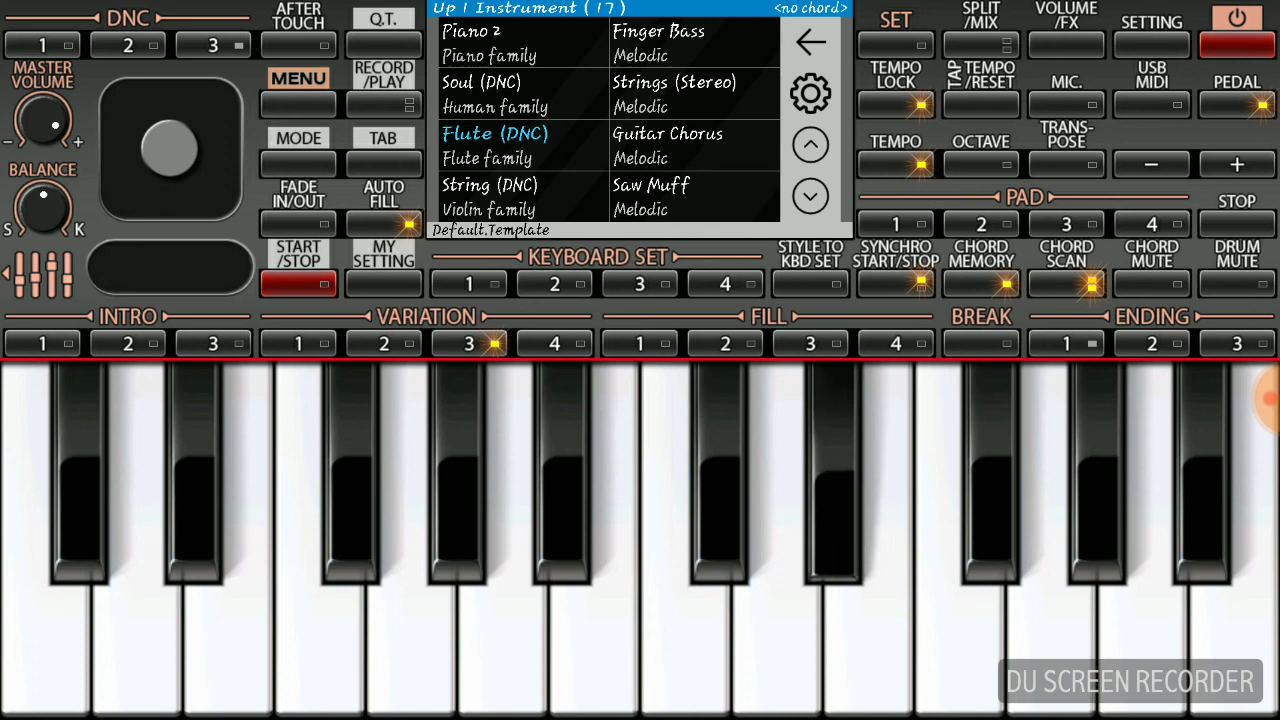 DNC
1 2 3
AFTER TOUCH
Q.T.
MASTER VOLUME
- +
MENU
RECORD /PLAY
MODE
TAB
BALANCE
S K
FADE IN/OUT
AUTO FILL
START /STOP
MY SETTING
Up 1 Instrument ( 17 ) <no chord>
Piano 2
Piano family
Finger Bass
Melodic
Soul (DNC)
Human family
Strings (Stereo)
Melodic
Flute (DNC)
Flute family
Guitar Chorus
Melodic
String (DNC)
Violin family
Saw Muff
Melodic
Default.Template
SET
SPLIT /MIX
VOLUME /FX
SETTING
TEMPO LOCK
TAP TEMPO /RESET
MIC.
USB MIDI
PEDAL
TEMPO
OCTAVE
TRANS- POSE
- +
PAD
1 2 3 4
STOP
KEYBOARD SET
1 2 3 4
STYLE TO KBD SET
SYNCHRO START/STOP
CHORD MEMORY
CHORD SCAN
CHORD MUTE
DRUM MUTE
INTRO
1 2 3
VARIATION
1 2 3 4
FILL
1 2 3 4
BREAK
ENDING
1 2 3
DU SCREEN RECORDER